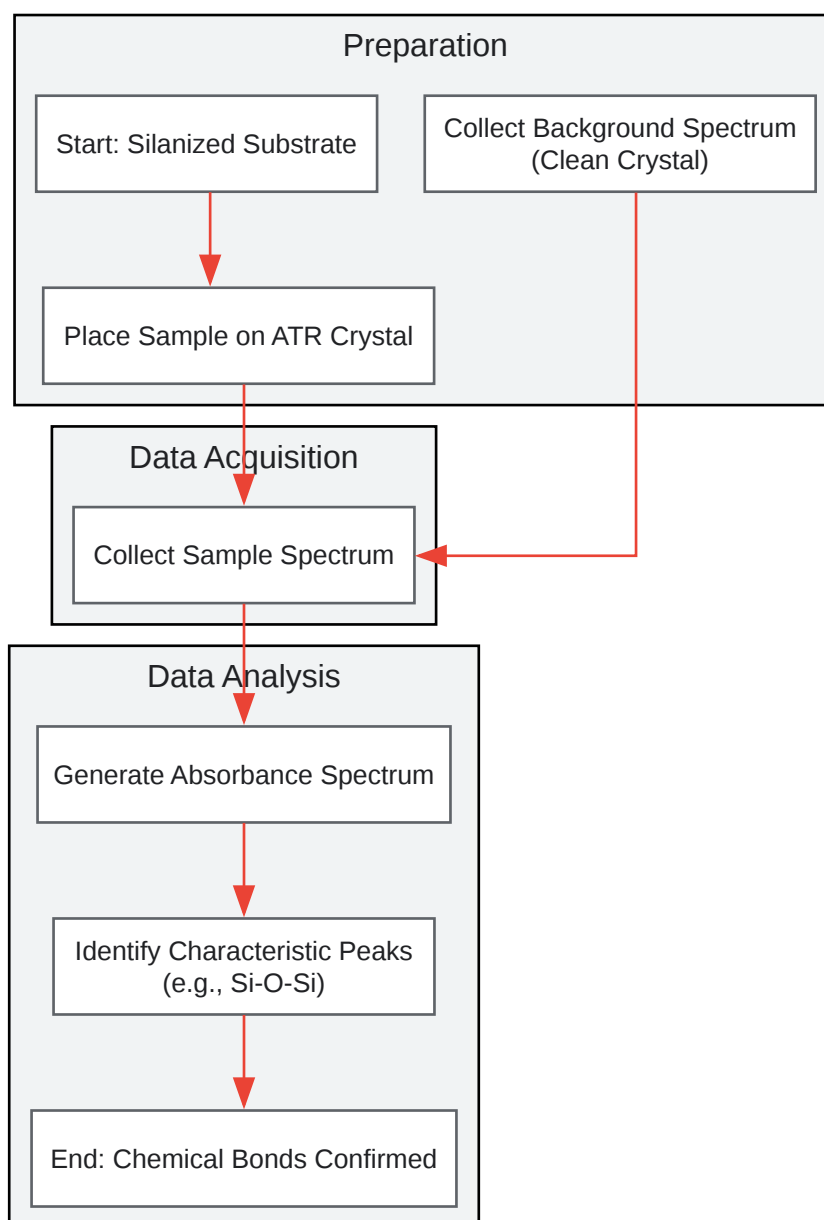 Preparation
Start: Silanized Substrate
Collect Background Spectrum
(Clean Crystal)
Place Sample on ATR Crystal
Data Acquisition
Collect Sample Spectrum
Data Analysis
Generate Absorbance Spectrum
Identify Characteristic Peaks
(e.g., Si-O-Si)
End: Chemical Bonds Confirmed